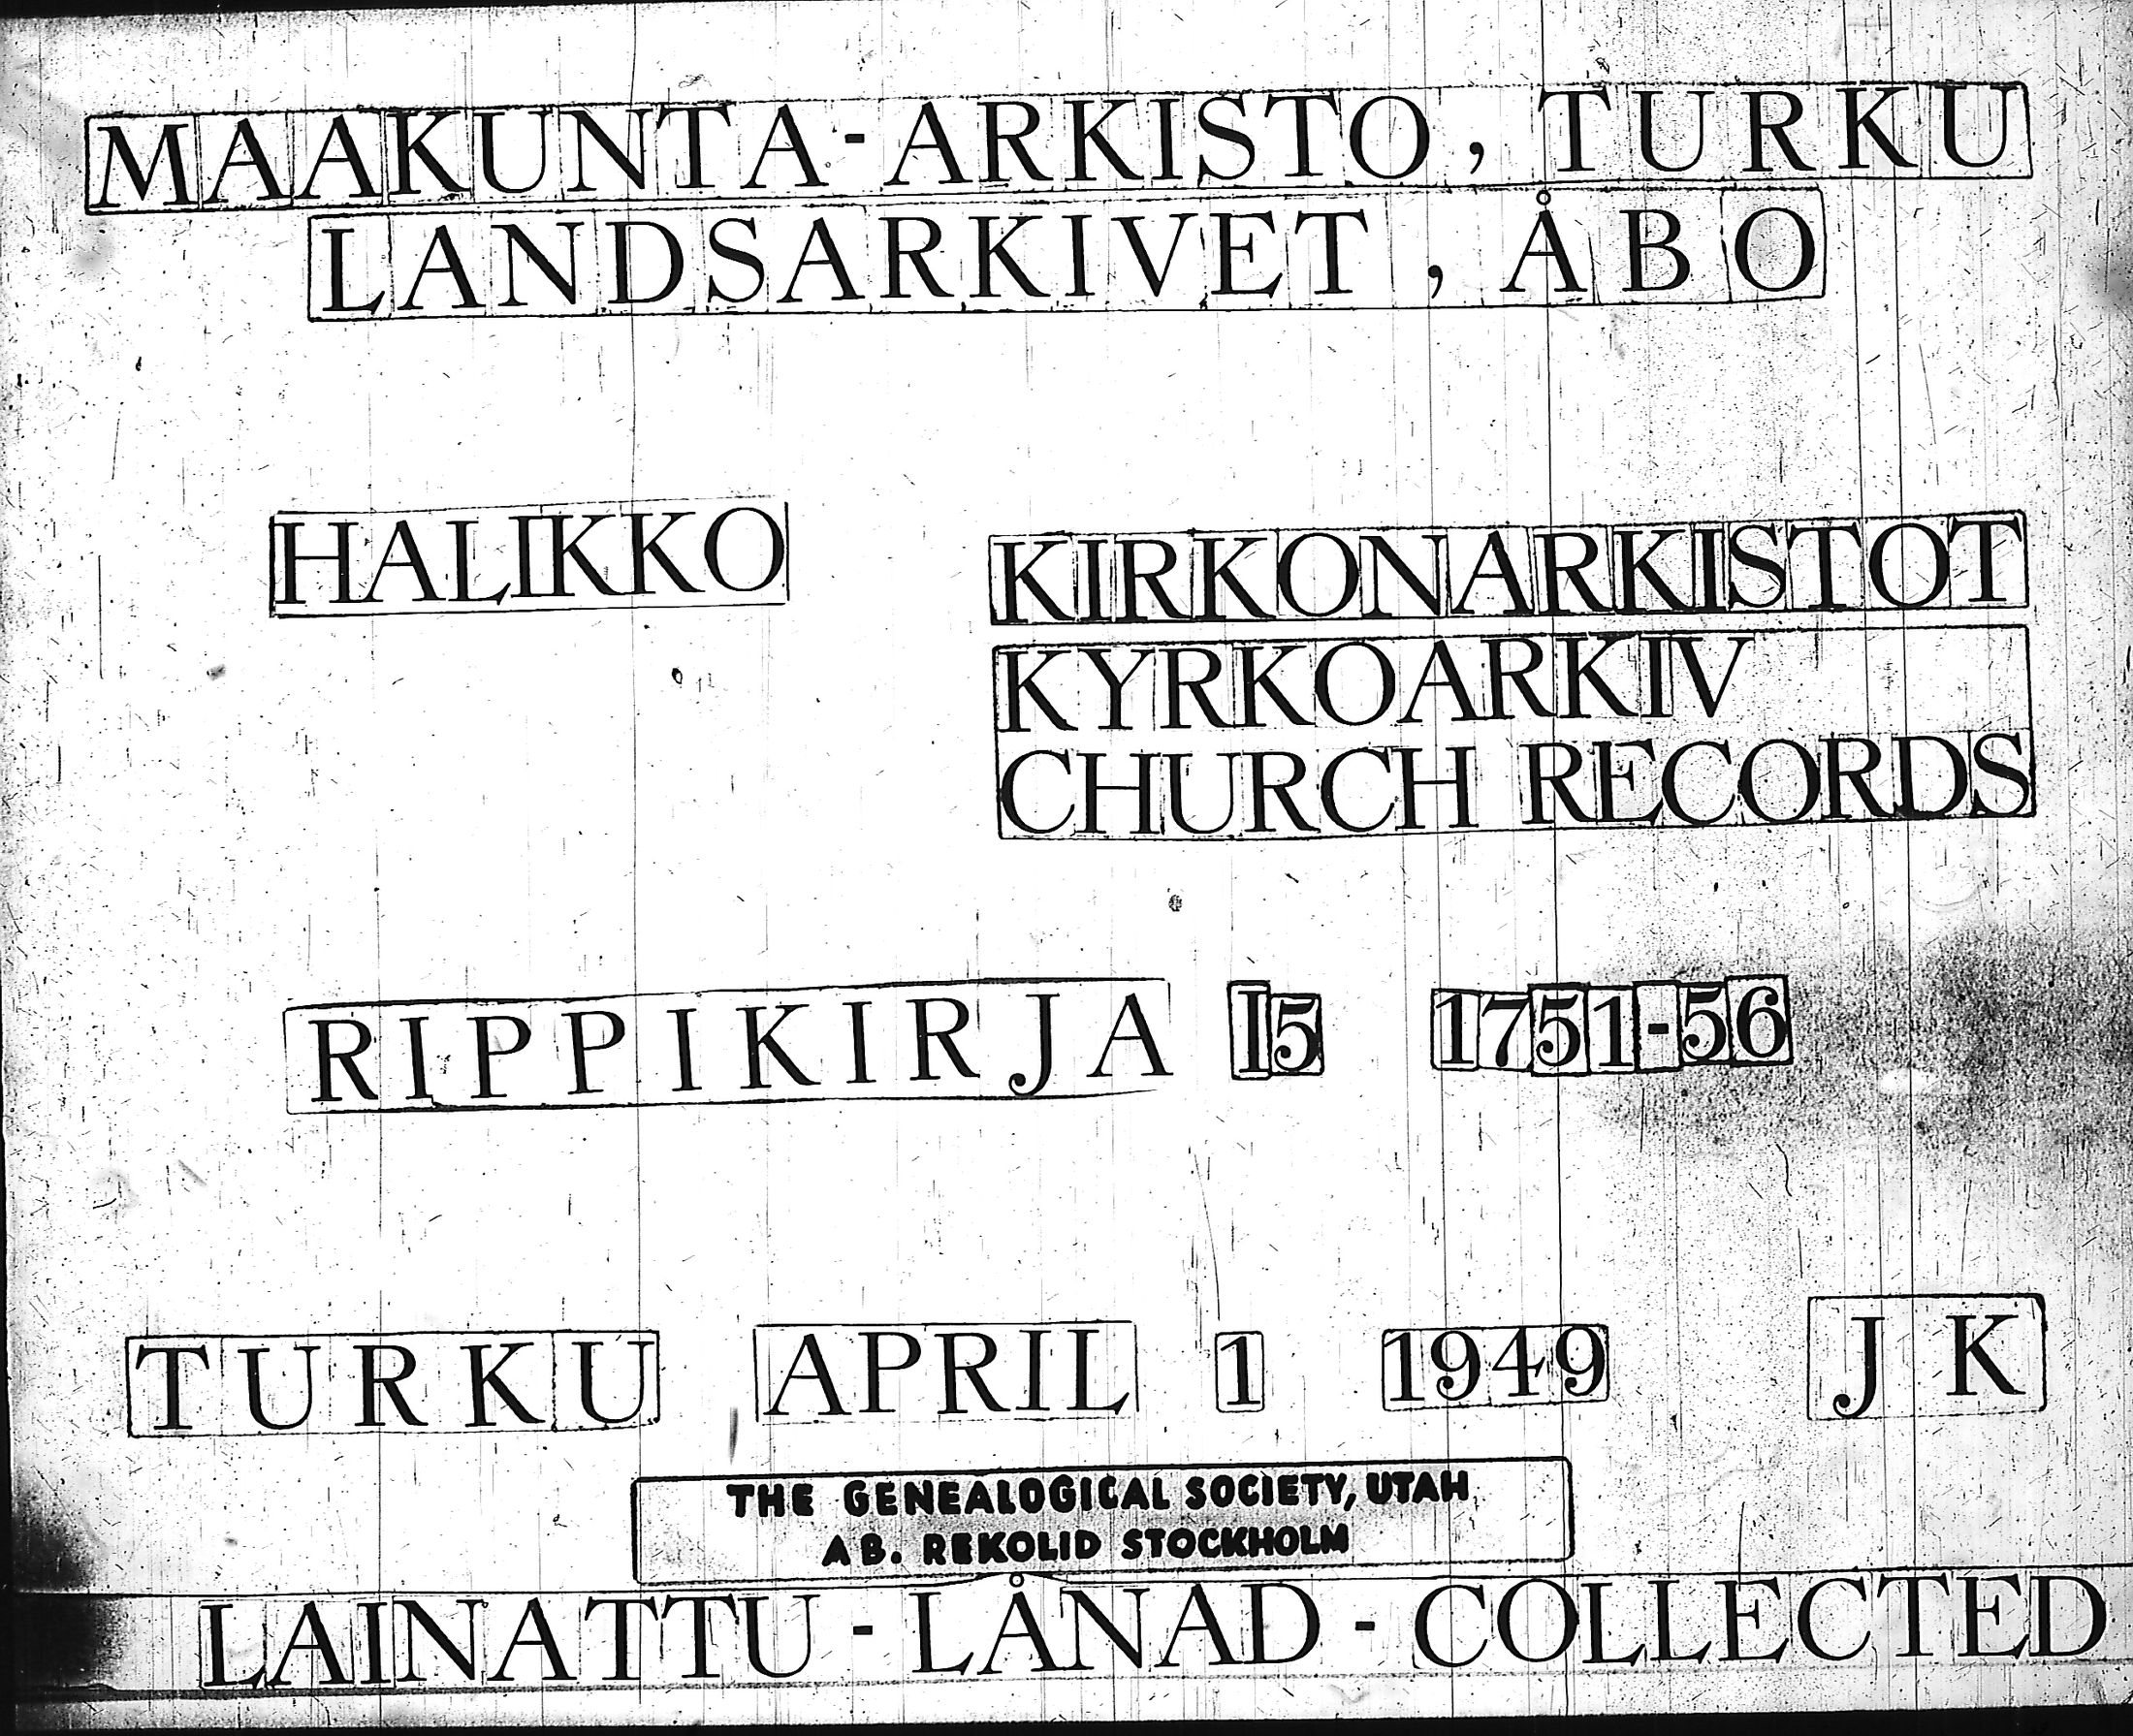 MAAKUNTA-ARKISTO, TURKU
LANDSARKIVET, ÅBO
HALIKKO KIRKONARKISTOT
KYRKOARKIV
CHURCH RECORDS
RIPPIKIRJA I5 1751-56
TURKU APRIL 1 1949 J K
THE GENEALOGICAL SOCIETY, UTAH
AB. REKOLID STOCKHOLM
LAINATTU - LÅNAD - COLLECTED